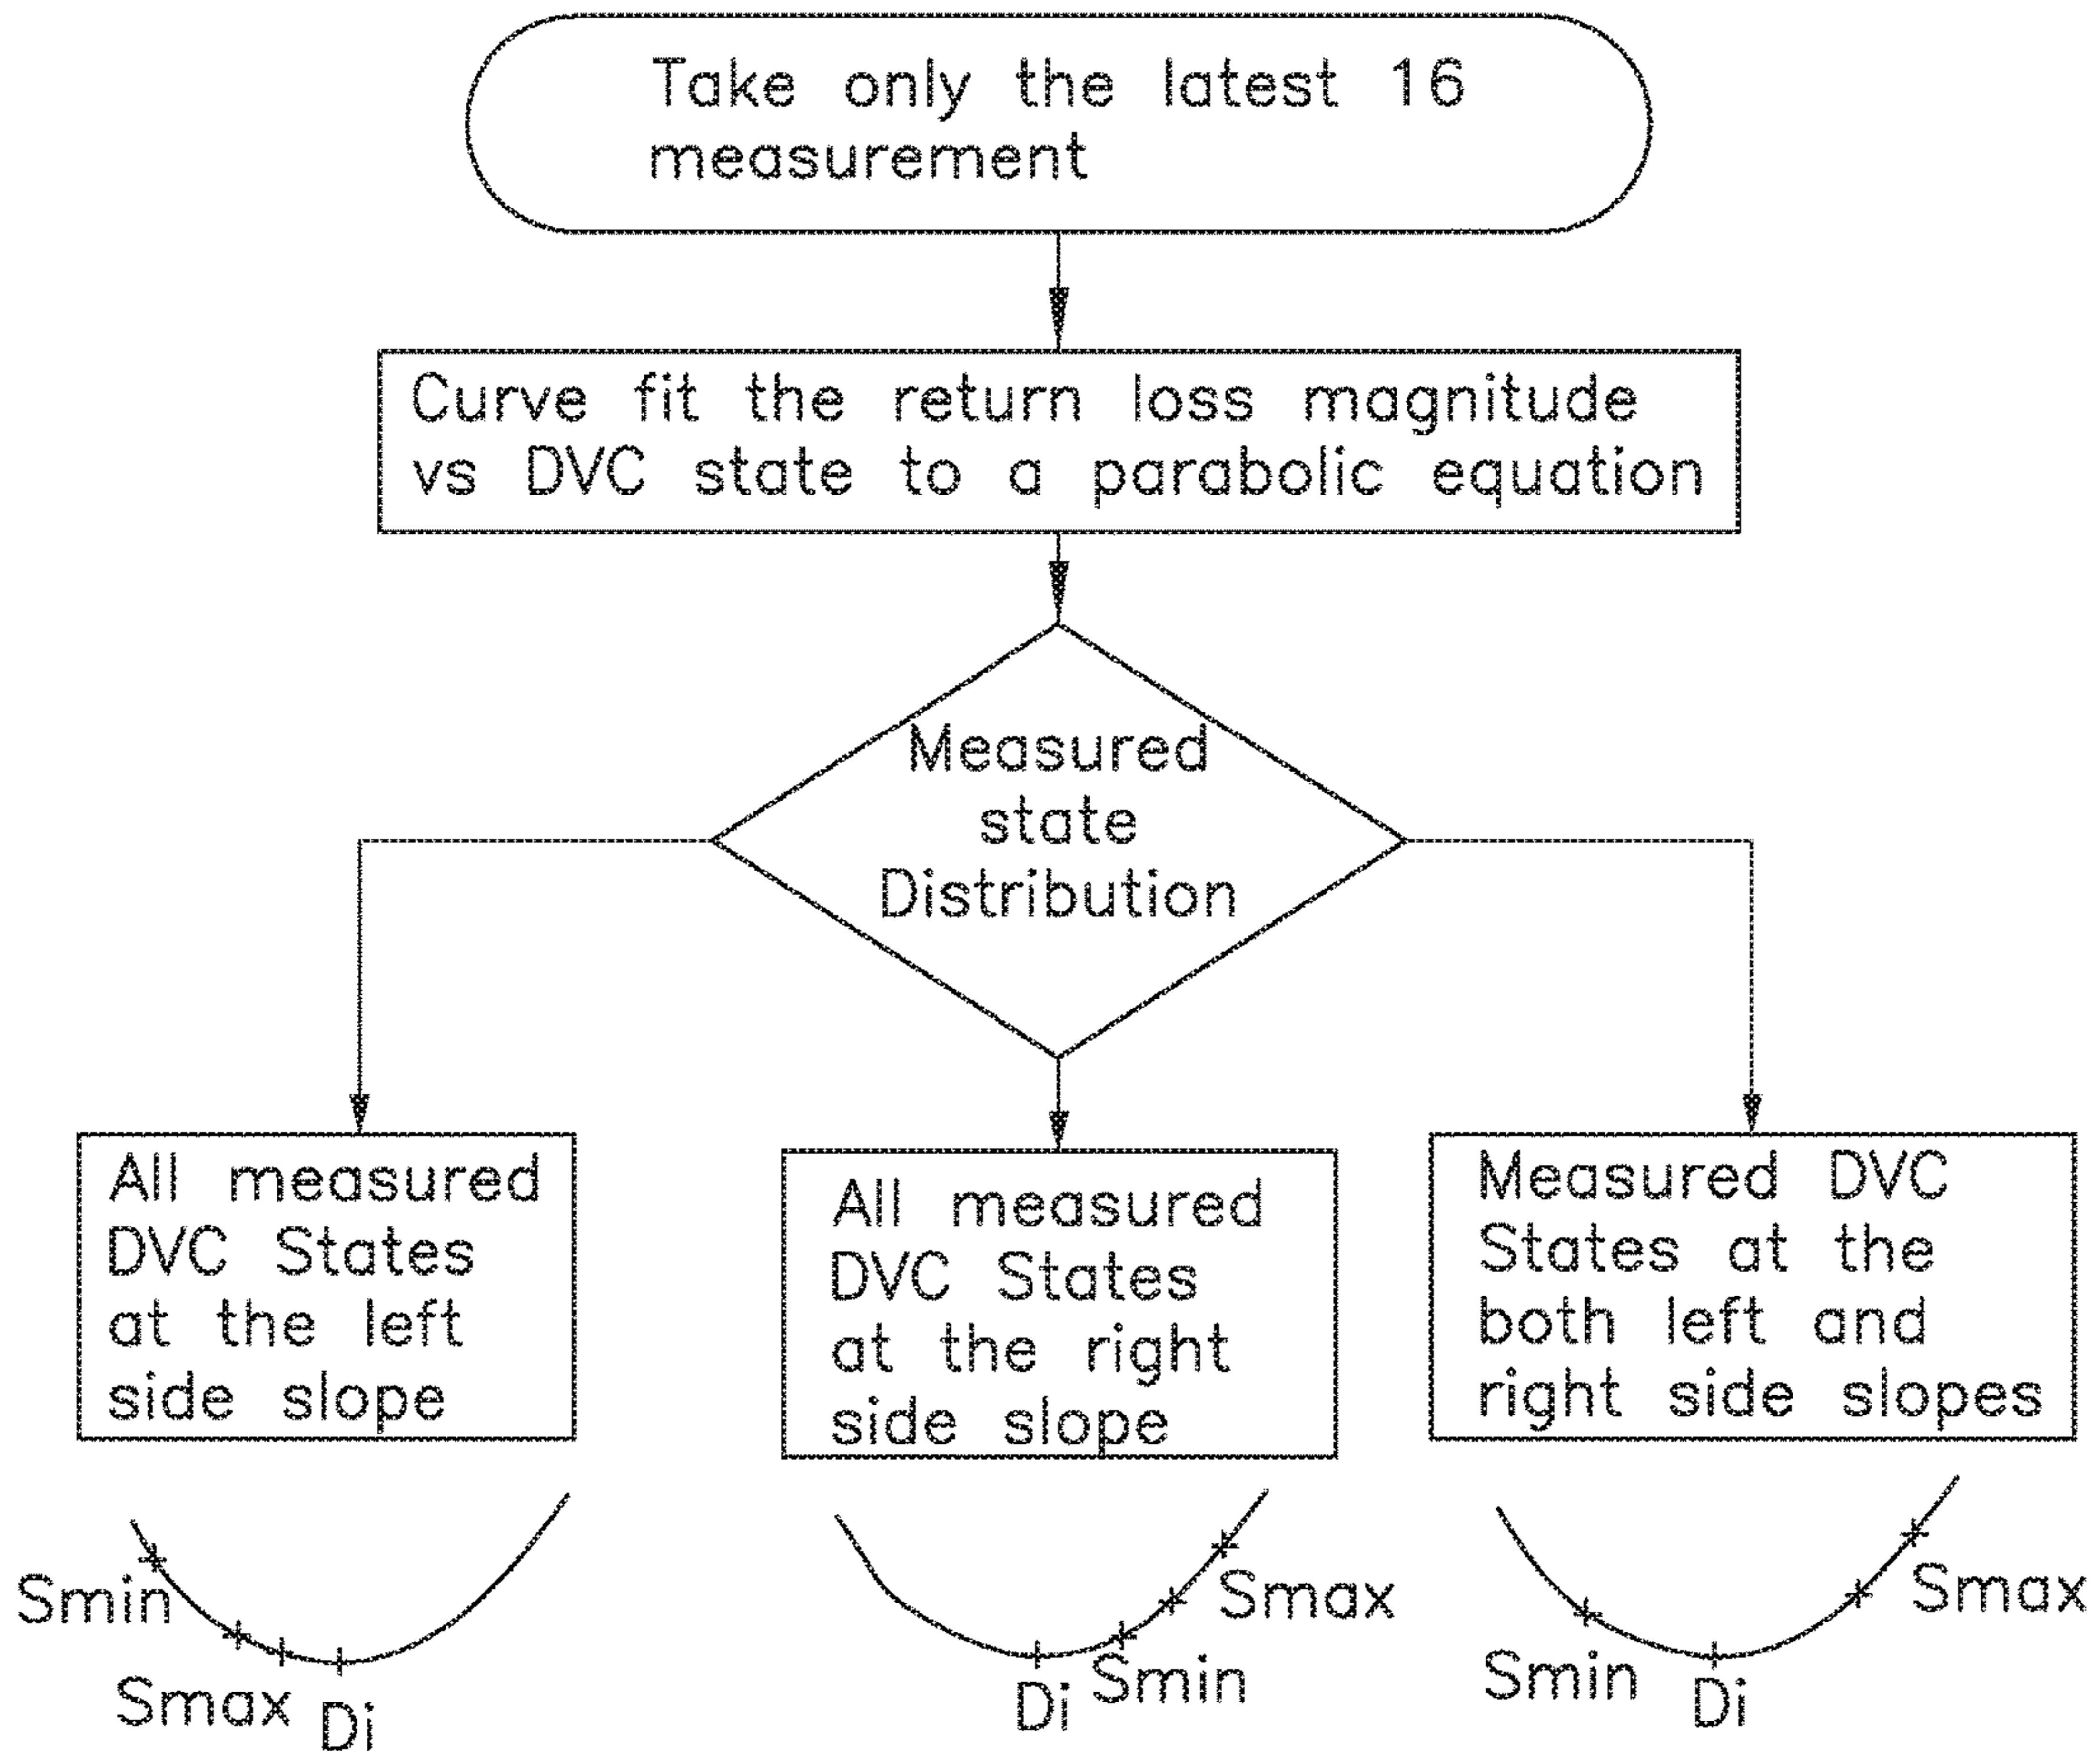 Take only the latest 16
measurement
Curve fit the return loss magnitude
vs DVC state to a parabolic equation
Measured
state
Distribution
All measured
DVC States
at the left
side slope
All measured
DVC States
at the right
side slope
Measured DVC
States at the
both left and
right side slopes
Smin
Smax
Di
Smax
Smin
Di
Smax
Smin
Di